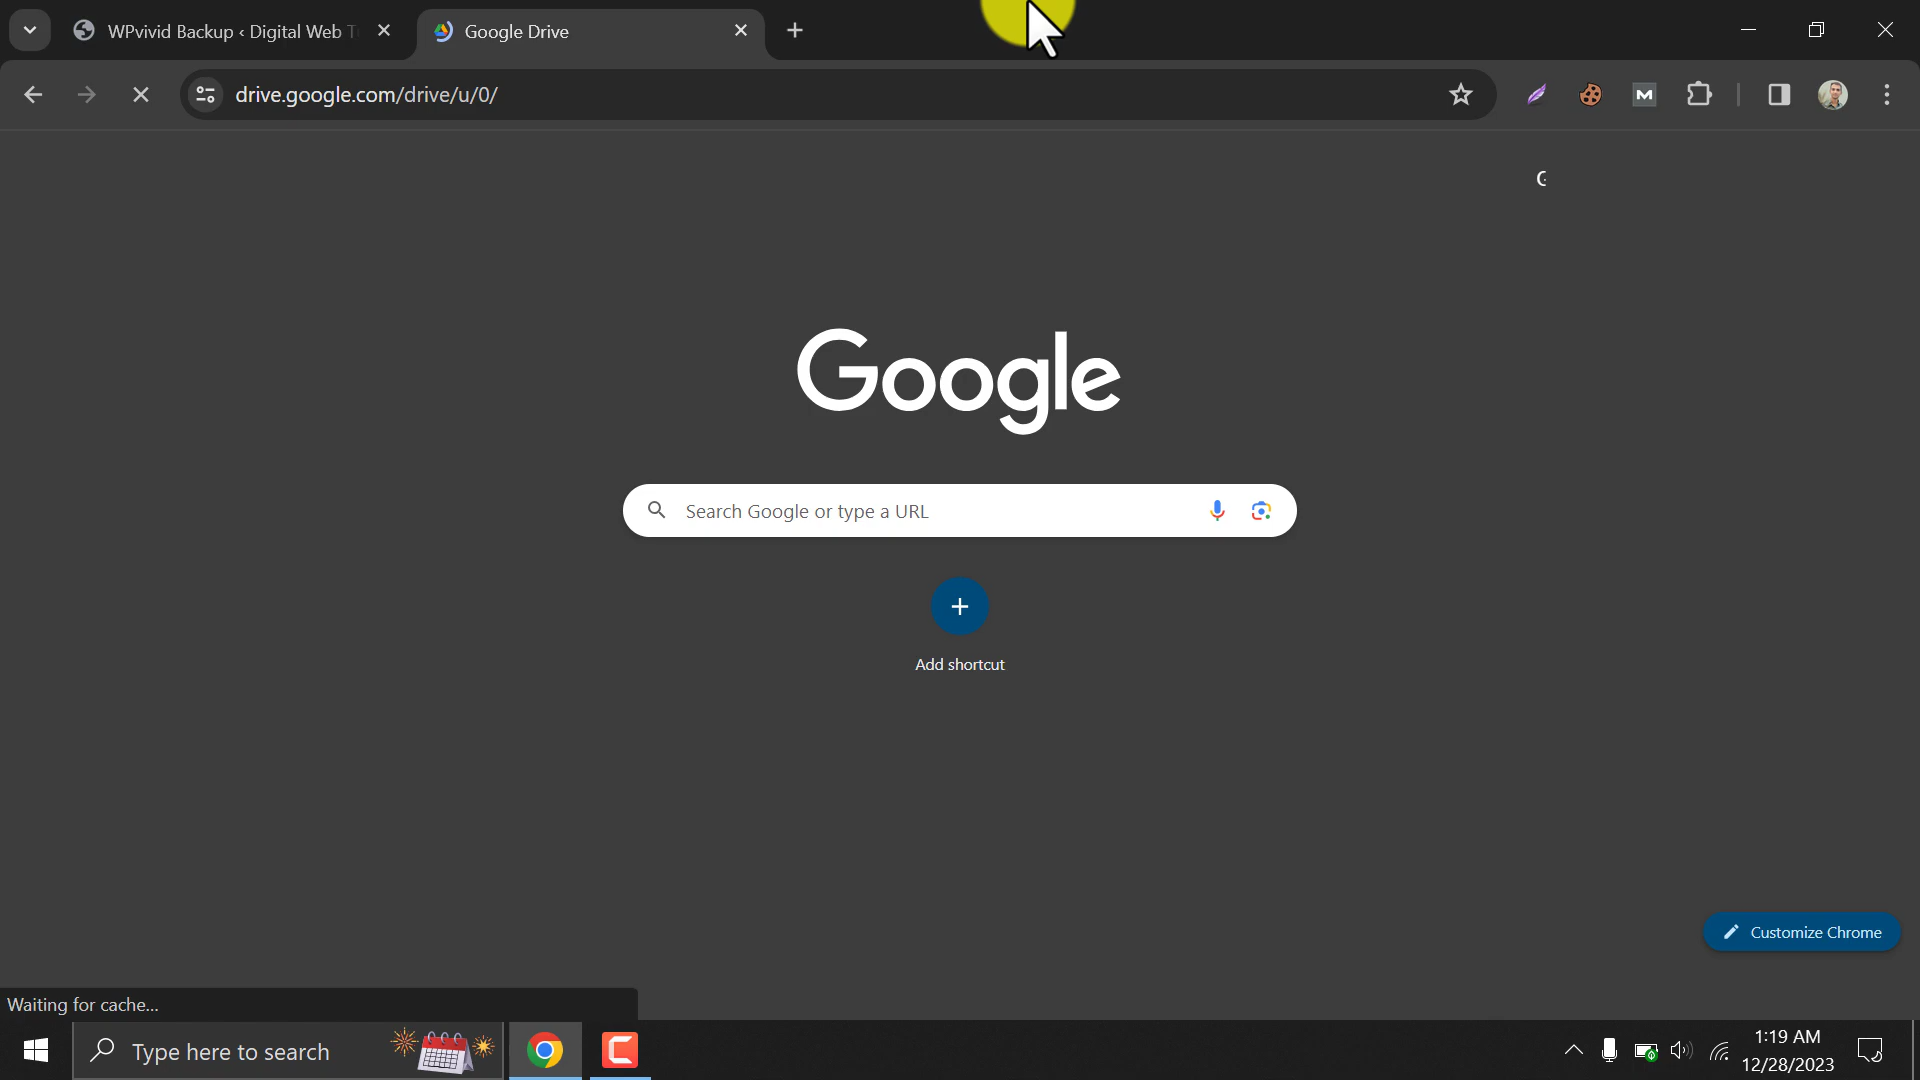 WPvivid Backup ‹ Digital Web T
Google Drive
drive.google.com/drive/u/0/
M
G
Google
Search Google or type a URL
Add shortcut
Customize Chrome
Waiting for cache...
Type here to search
1:19 AM
12/28/2023